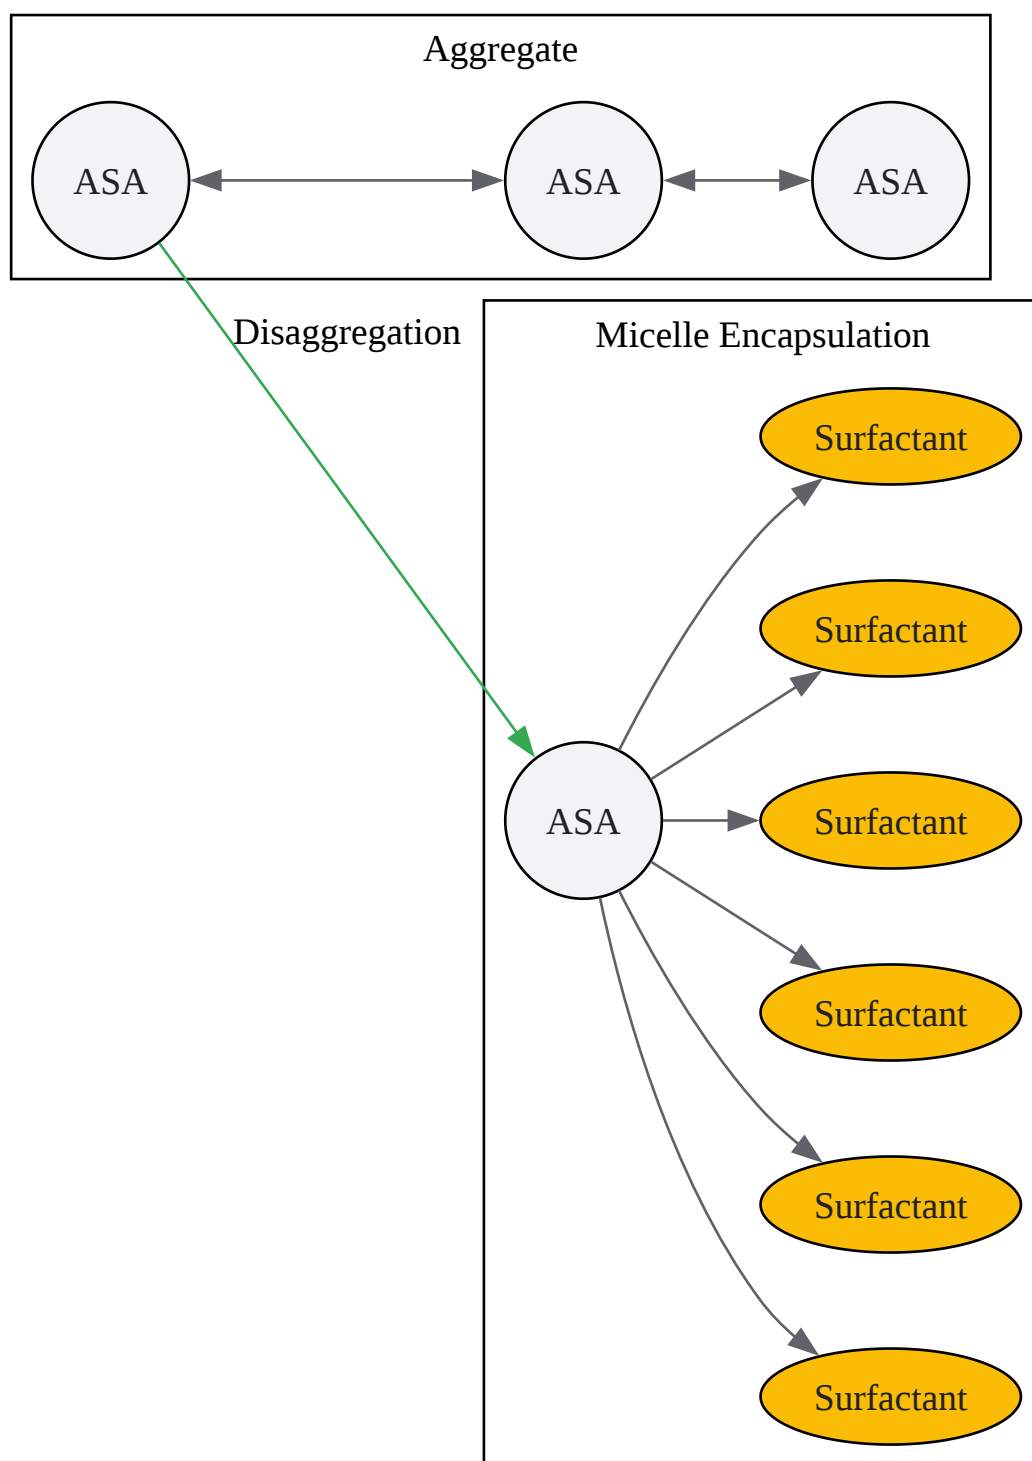 Aggregate
ASA
ASA
ASA
Disaggregation
Micelle Encapsulation
Surfactant
Surfactant
ASA
Surfactant
Surfactant
Surfactant
Surfactant